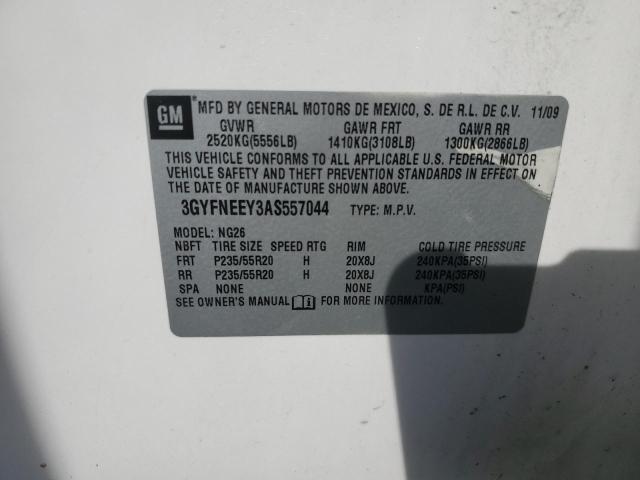 GM MFD BY GENERAL MOTORS DE MEXICO, S. DE R.L. DE C.V. 11/09
GVWR GAWR FRT GAWR RR
2520KG(5556LB) 1410KG(3108LB) 1300KG(2866LB)
THIS VEHICLE CONFORMS TO ALL APPLICABLE U.S. FEDERAL MOTOR
VEHICLE SAFETY AND THEFT PREVENTION STANDARDS IN EFFECT ON
THE DATE OF MANUFACTURE SHOWN ABOVE.
3GYFNEEY3AS557044 TYPE: M.P.V.
MODEL: NG26
NBFT TIRE SIZE SPEED RTG RIM COLD TIRE PRESSURE
FRT P235/55R20 H 20X8J 240KPA(35PSI)
RR P235/55R20 H 20X8J 240KPA(35PSI)
SPA NONE NONE KPA(PSI)
SEE OWNER'S MANUAL FOR MORE INFORMATION.